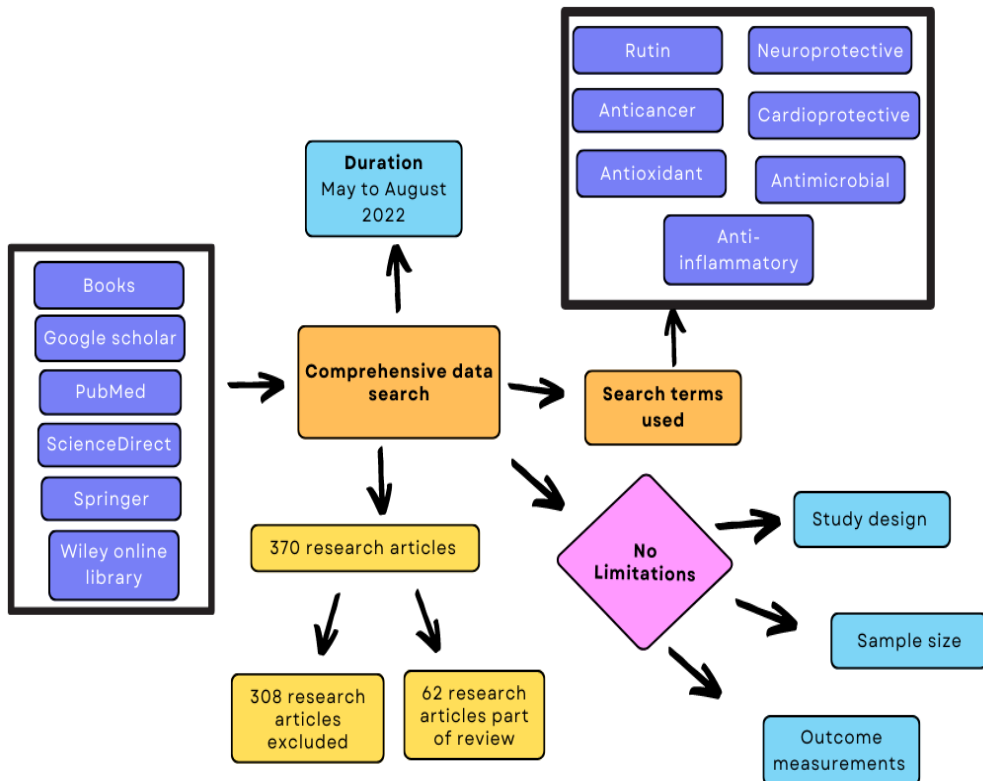 Rutin
Neuroprotective
Anticancer
Cardioprotective
Antioxidant
Antimicrobial
Anti-
inflammatory
Duration
May to August
2022
Books
Google scholar
PubMed
ScienceDirect
Springer
Wiley online
library
Comprehensive data
search
Search terms
used
370 research articles
308 research
articles
excluded
62 research
articles part
of review
No
Limitations
Study design
Sample size
Outcome
measurements